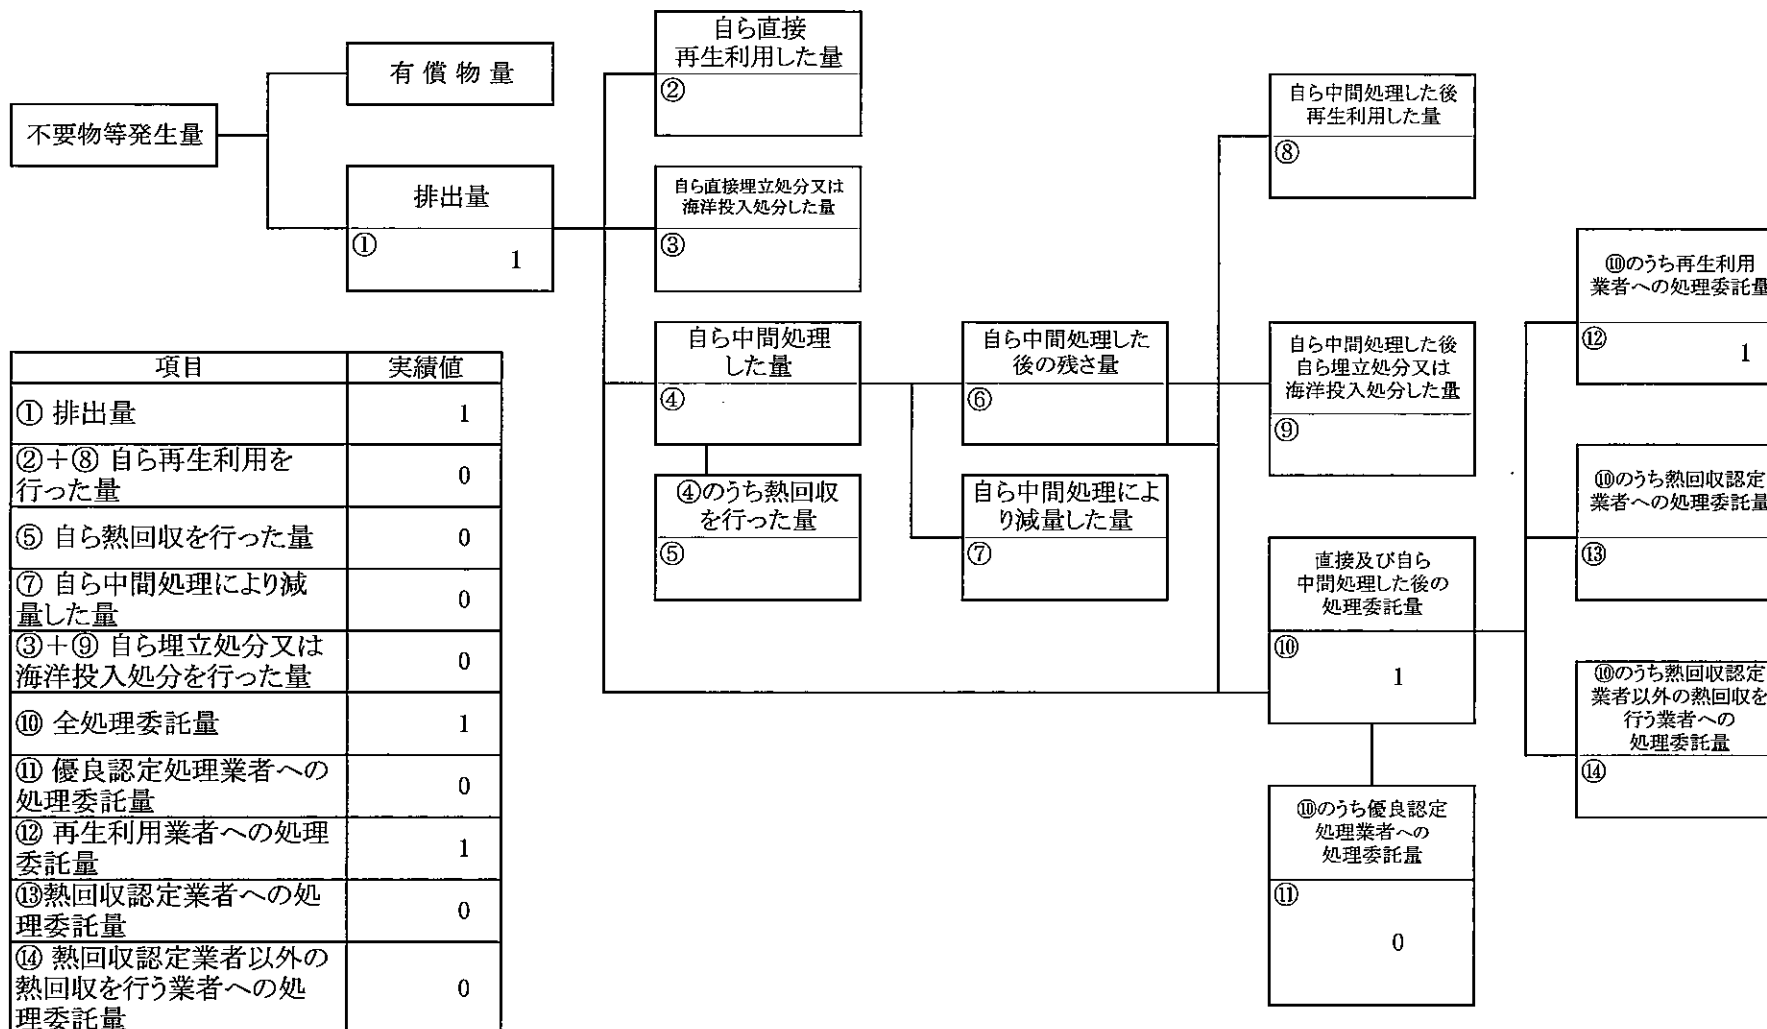 不要物等発生量
有償物量
排出量
①
1
自ら直接
再生利用した量
②
自ら直接埋立処分又は
海洋投入処分した量
③
自ら中間処理
した量
④
④のうち熱回収
を行った量
⑤
自ら中間処理した
後の残さ量
⑥
自ら中間処理によ
り減量した量
⑦
自ら中間処理した後
再生利用した量
⑧
自ら中間処理した後
自ら埋立処分又は
海洋投入処分した量
⑨
直接及び自ら
中間処理した後の
処理委託量
⑩
1
⑩のうち優良認定
処理業者への
処理委託量
⑪
0
⑩のうち再生利用
業者への処理委託量
⑫
1
⑩のうち熱回収認定
業者への処理委託量
⑬
⑩のうち熱回収認定
業者以外の熱回収を
行う業者への
処理委託量
⑭
項目 実績値
① 排出量 1
②+⑧ 自ら再生利用を
行った量 0
⑤ 自ら熱回収を行った量 0
⑦ 自ら中間処理により減
量した量 0
③+⑨ 自ら埋立処分又は
海洋投入処分を行った量 0
⑩ 全処理委託量 1
⑪ 優良認定処理業者への
処理委託量 0
⑫ 再生利用業者への処理
委託量 1
⑬熱回収認定業者への処
理委託量 0
⑭ 熱回収認定業者以外の
熱回収を行う業者への処
理委託量 0